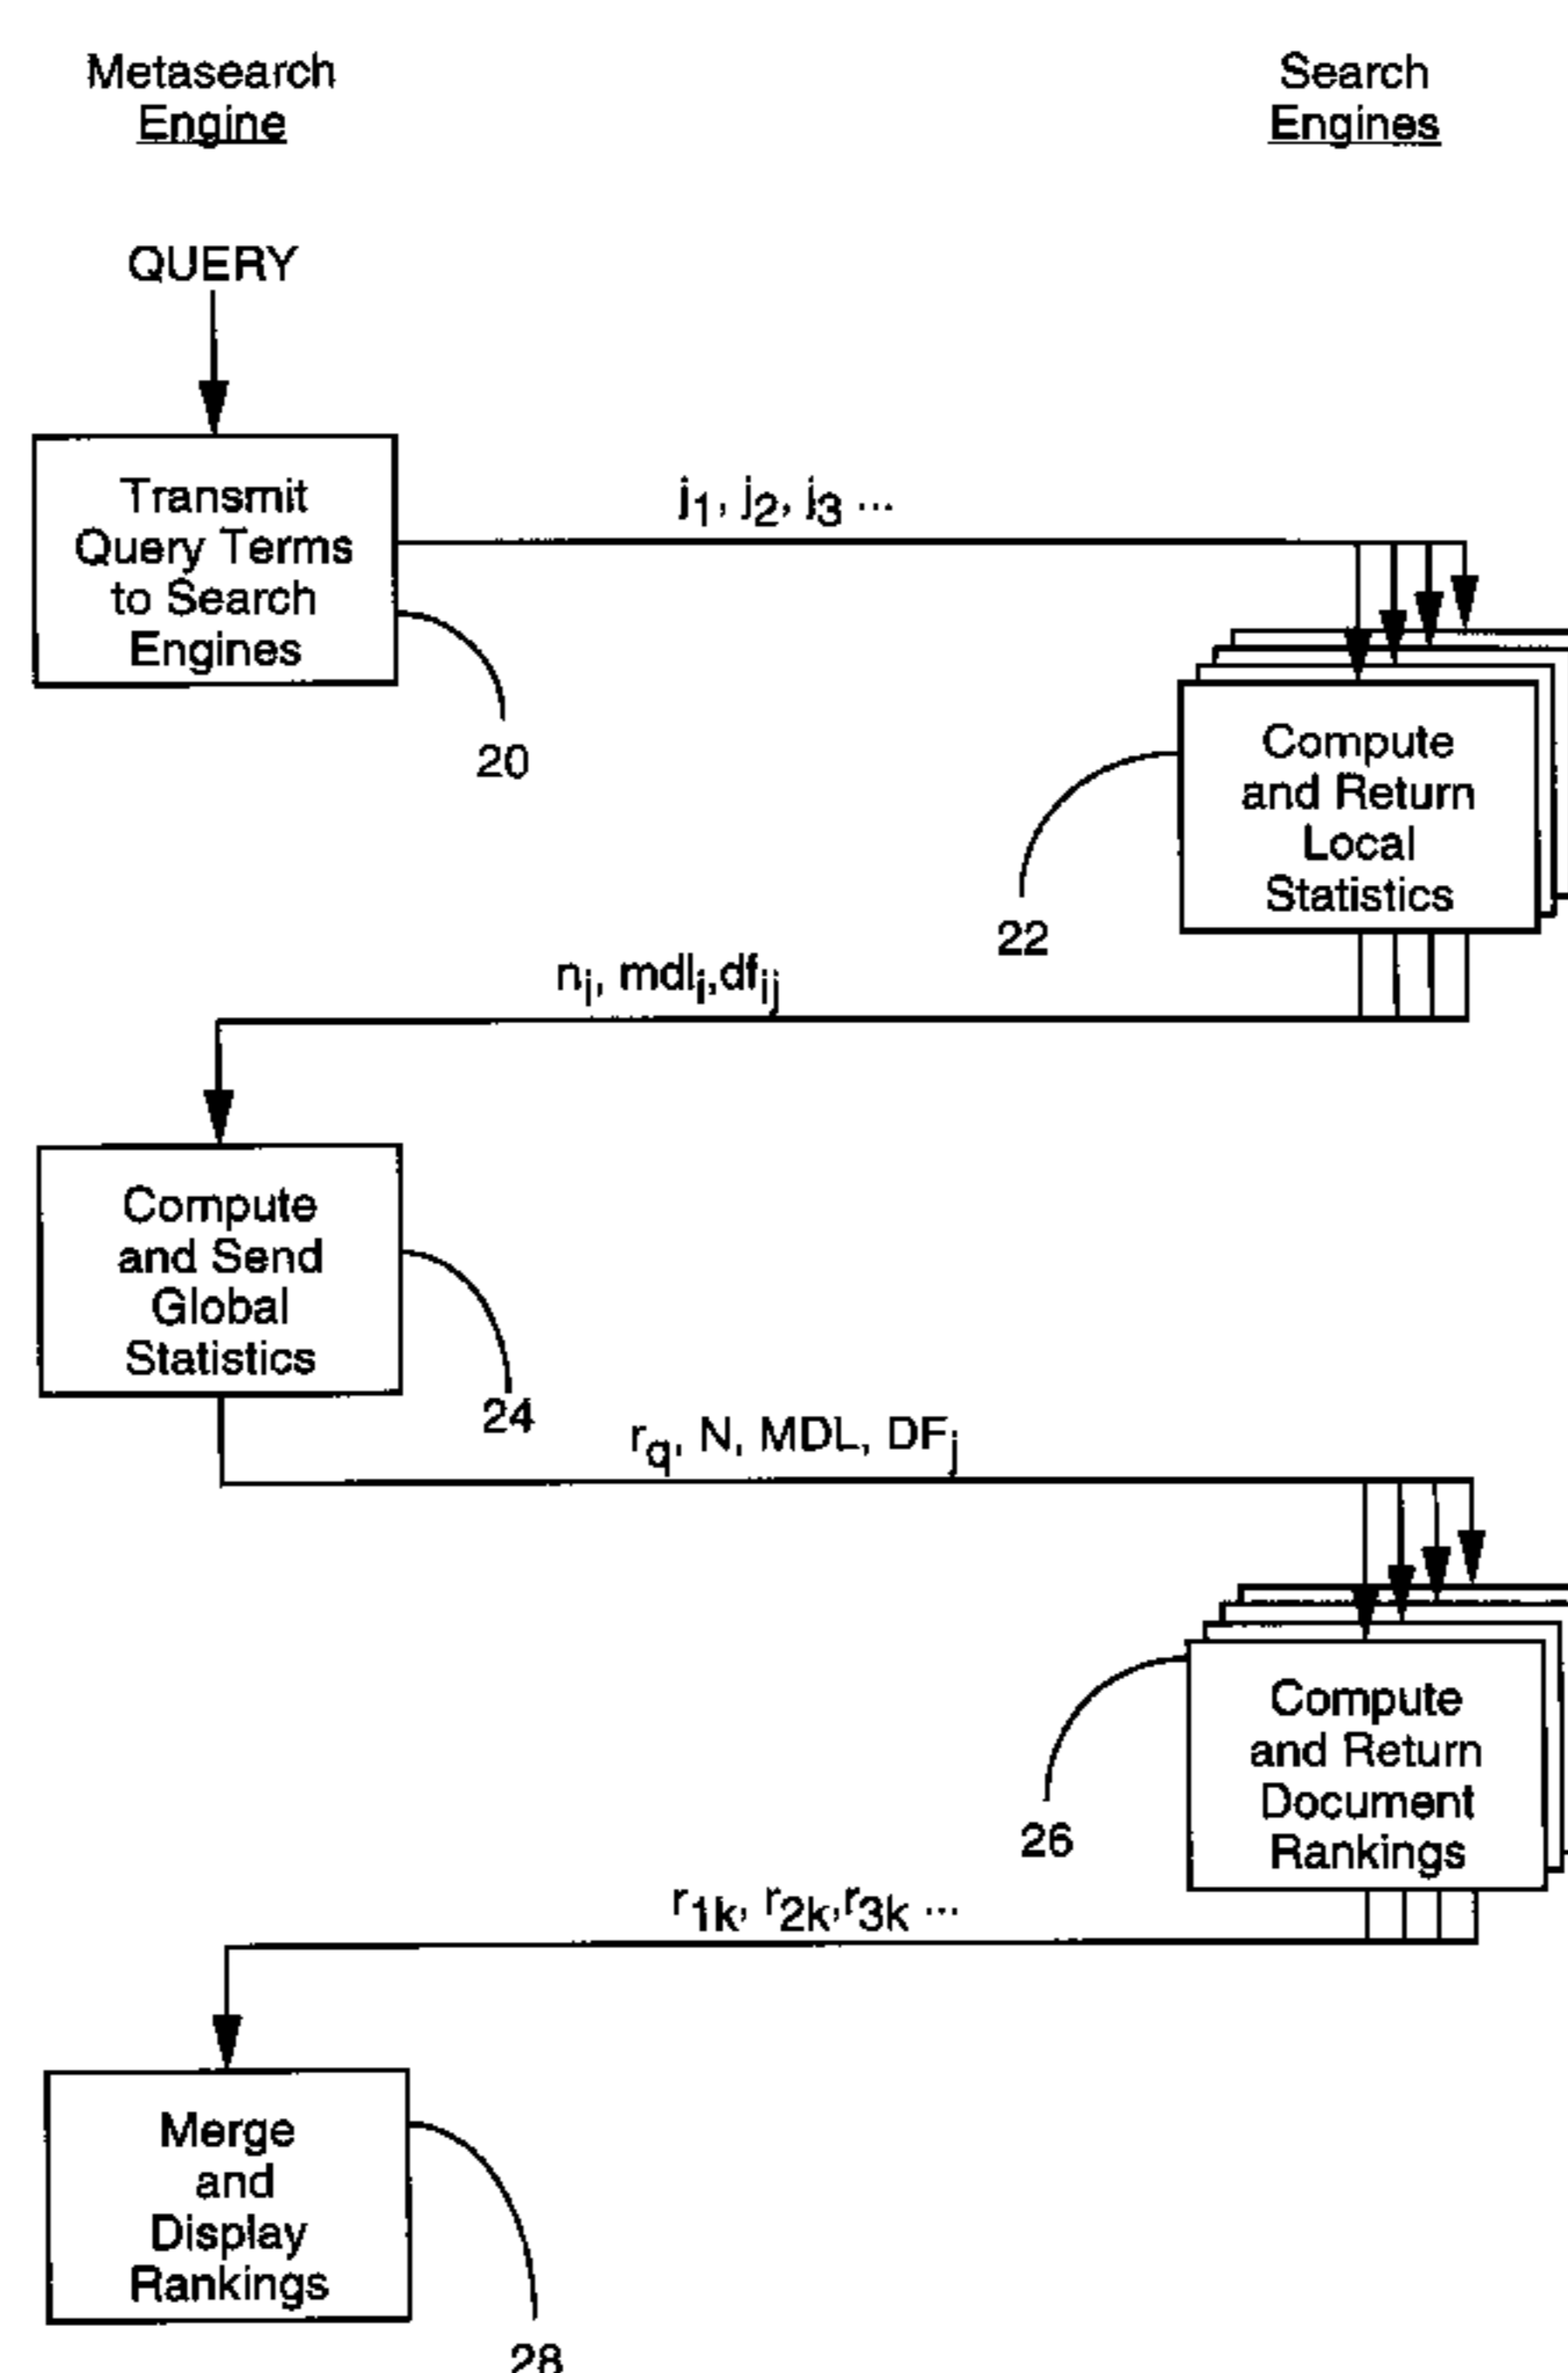 Metasearch
Engine
Search
Engines
QUERY
Transmit
Query Terms
to Search
Engines
j1, j2, j3 ...
20
Compute
and Return
Local
Statistics
22
ni, mdli,dfij
Compute
and Send
Global
Statistics
24
rq, N, MDL, DFj
Compute
and Return
Document
Rankings
26
r1k, r2k,r3k ...
Merge
and
Display
Rankings
28